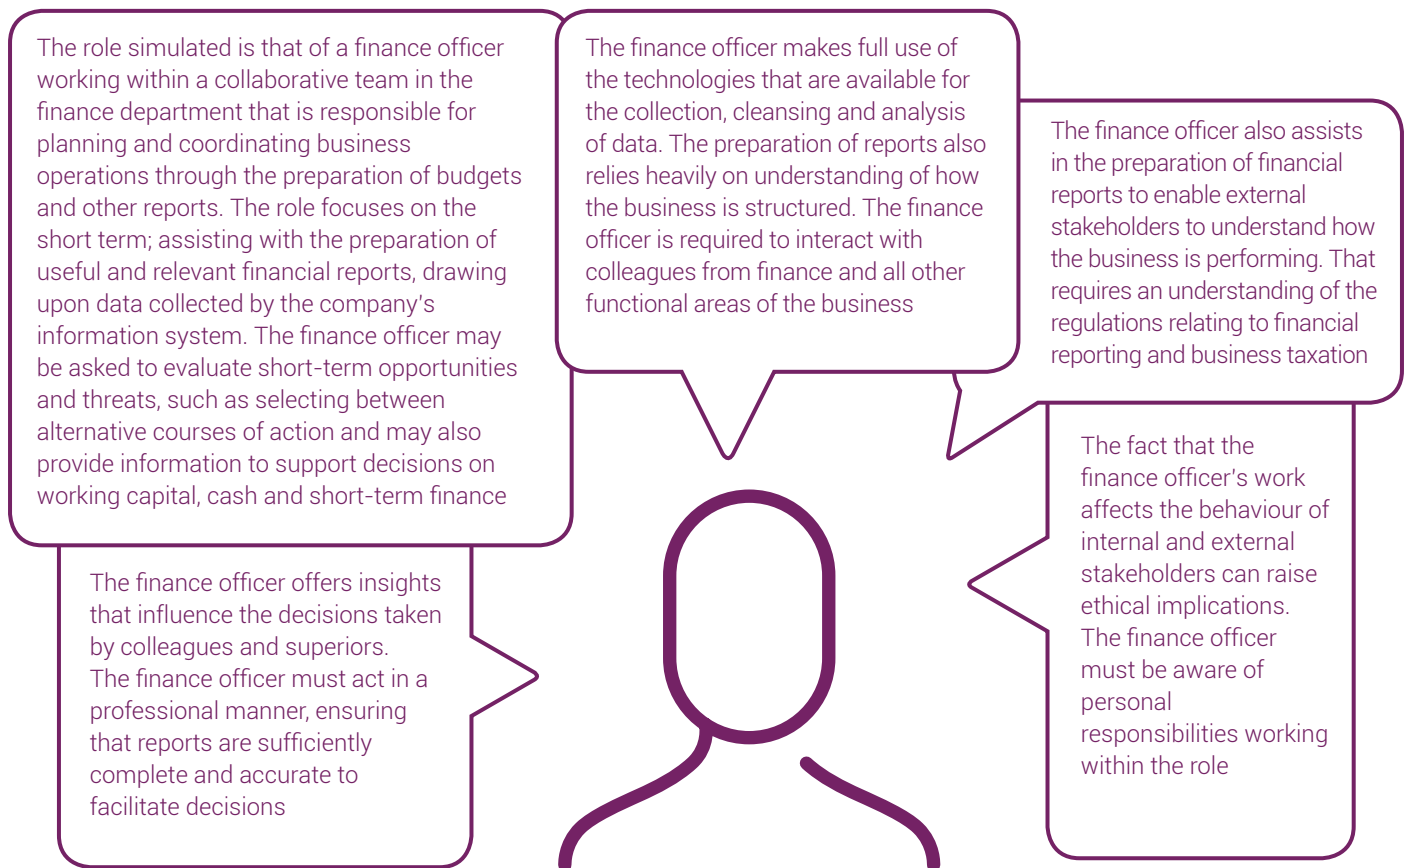 The role simulated is that of a finance officer
working within a collaborative team in the
finance department that is responsible for
planning and coordinating business
operations through the preparation of budgets
and other reports. The role focuses on the
short term; assisting with the preparation of
useful and relevant financial reports, drawing
upon data collected by the company's
information system. The finance officer may
be asked to evaluate short-term opportunities
and threats, such as selecting between
alternative courses of action and may also
provide information to support decisions on
working capital, cash and short-term finance
The finance officer makes full use of
the technologies that are available for
the collection, cleansing and analysis
of data. The preparation of reports also
relies heavily on understanding of how
the business is structured. The finance
officer is required to interact with
colleagues from finance and all other
functional areas of the business
The finance officer also assists
in the preparation of financial
reports to enable external
stakeholders to understand how
the business is performing. That
requires an understanding of the
regulations relating to financial
reporting and business taxation
The finance officer offers insights
that influence the decisions taken
by colleagues and superiors.
The finance officer must act in a
professional manner, ensuring
that reports are sufficiently
complete and accurate to
facilitate decisions
The fact that the
finance officer's work
affects the behaviour of
internal and external
stakeholders can raise
ethical implications.
The finance officer
must be aware of
personal
responsibilities working
within the role